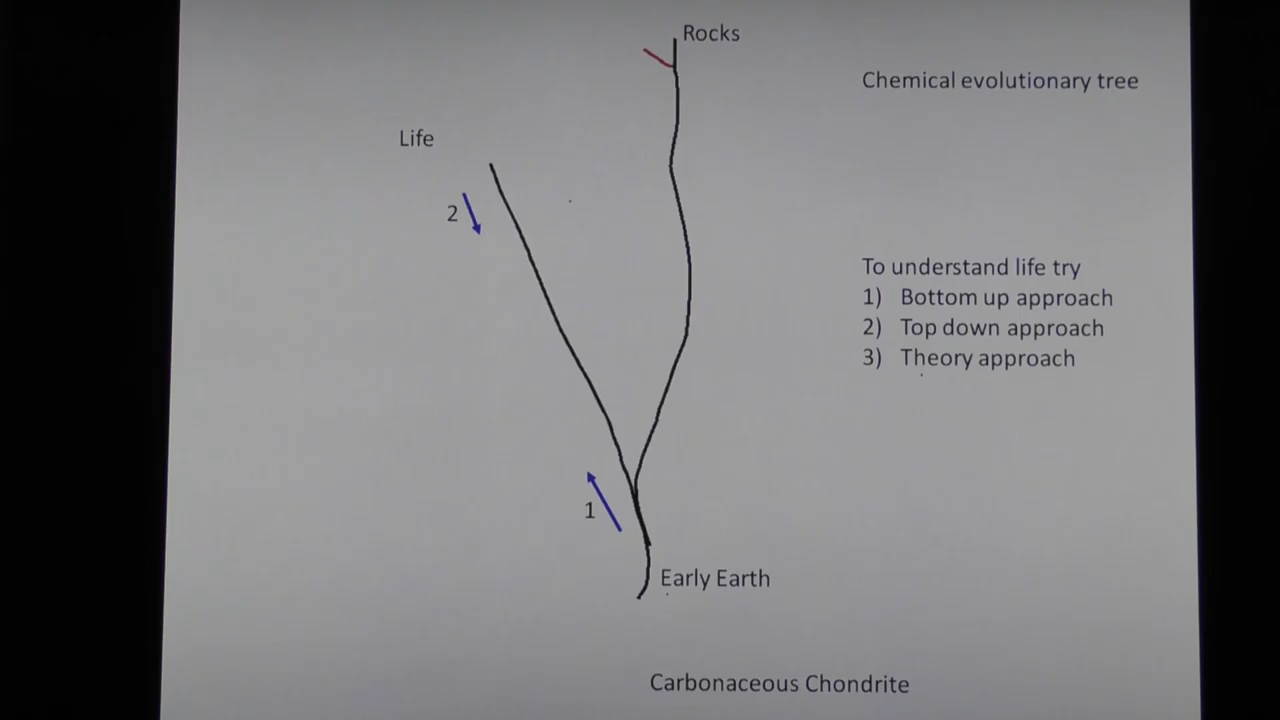 Rocks
Chemical evolutionary tree
Life
2
To understand life try
1) Bottom up approach
2) Top down approach
3) Theory approach
1
Early Earth
Carbonaceous Chondrite